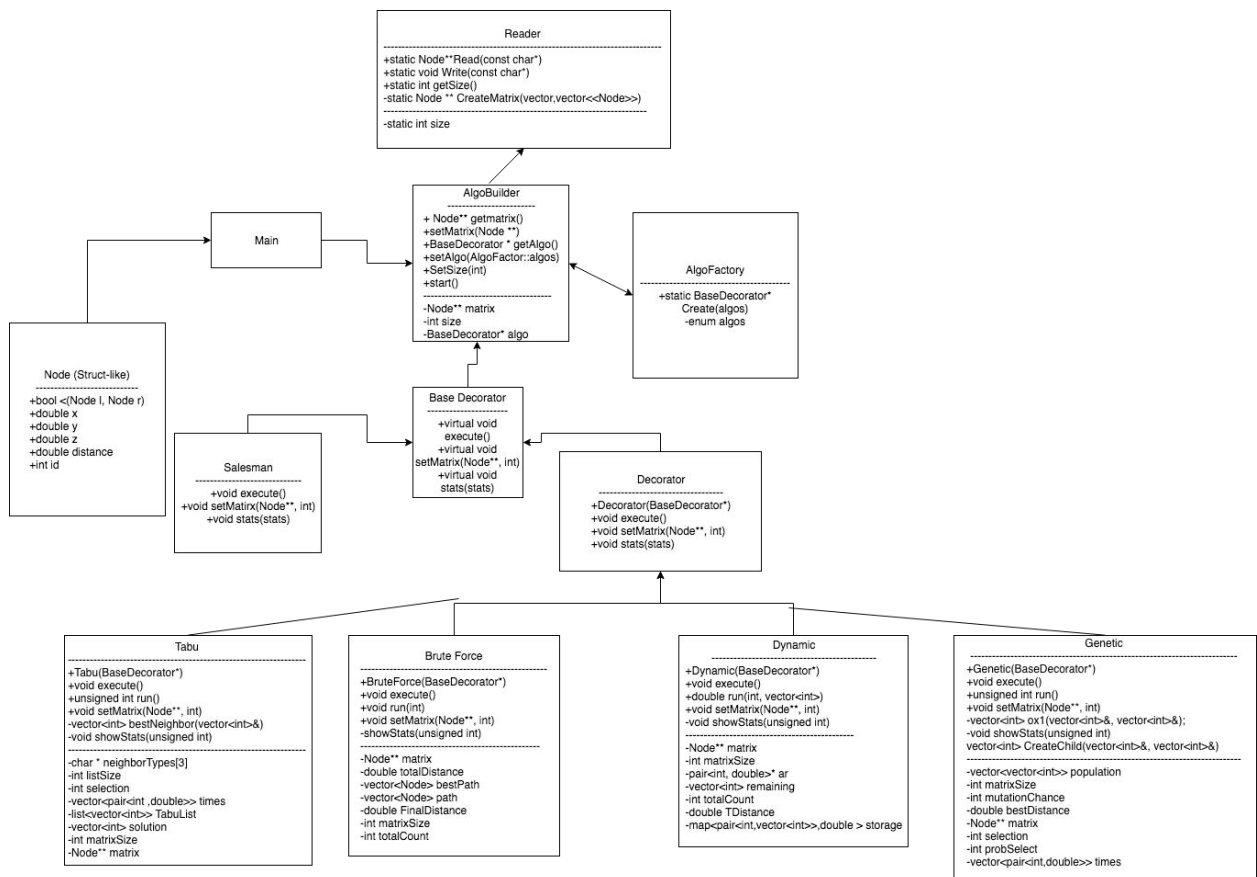 Reader
--------------------------------------------------------------------------
+static Node**Read(const char*)
+static void Write(const char*)
+static int getSize()
-static Node ** CreateMatrix(vector,vector<<Node>>)
----------------------------------------------------------------------
-static int size
AlgoBuilder
------------------------
+ Node** getmatrix()
+setMatrix(Node **)
+BaseDecorator * getAlgo()
+setAlgo(AlgoFactor::algos)
+SetSize(int)
+start()
----------------------------------
-Node** matrix
-int size
-BaseDecorator* algo
Main
AlgoFactory
----------------------------------------
+static BaseDecorator*
Create(algos)
-enum algos
Node (Struct-like)
----------------------------
+bool <(Node l, Node r)
+double x
+double y
+double z
+double distance
+int id
Base Decorator
---------------------
+virtual void
execute()
+virtual void
setMatrix(Node**, int)
+virtual void
stats(stats)
Salesman
----------------------------
+void execute()
+void setMatirx(Node**, int)
+void stats(stats)
Decorator
---------------------------------
+Decorator(BaseDecorator*)
+void execute()
+void setMatrix(Node**, int)
+void stats(stats)
Tabu
----------------------------------------------------------------
+Tabu(BaseDecorator*)
+void execute()
+unsigned int run()
+void setMatrix(Node**, int)
-vector<int> bestNeighbor(vector<int>&)
-void showStats(unsigned int)
----------------------------------------------------------------
-char * neighborTypes[3]
-int listSize
-int selection
-vector<pair<int ,double>> times
-list<vector<int>> TabuList
-vector<int> solution
-int matrixSize
-Node** matrix
Brute Force
--------------------------------------------------
+BruteForce(BaseDecorator*)
+void execute()
+void run(int)
+void setMatrix(Node**, int)
-showStats(unsigned int)
------------------------------------------------
-Node** matrix
-double totalDistance
-vector<Node> bestPath
-vector<Node> path
-double FinalDistance
-int matrixSize
-int totalCount
Dynamic
--------------------------------------------
+Dynamic(BaseDecorator*)
+void execute()
+double run(int, vector<int>)
+void setMatrix(Node**, int)
-void showStats(unsigned int)
---------------------------------------------
-Node** matrix
-int matrixSize
-pair<int, double>* ar
-vector<int> remaining
-int totalCount
-double TDistance
-map<pair<int,vector<int>>,double > storage
Genetic
------------------------------------------------------------------------
+Genetic(BaseDecorator*)
+void execute()
+unsigned int run()
+void setMatrix(Node**, int)
-vector<int> ox1(vector<int>&, vector<int>&);
-void showStats(unsigned int)
vector<int> CreateChild(vector<int>&, vector<int>&)
--------------------------------------------------------------------------
-vector<vector<int>> population
-int matrixSize
-int mutationChance
-double bestDistance
-Node** matrix
-int selection
-int probSelect
-vector<pair<int,double>> times